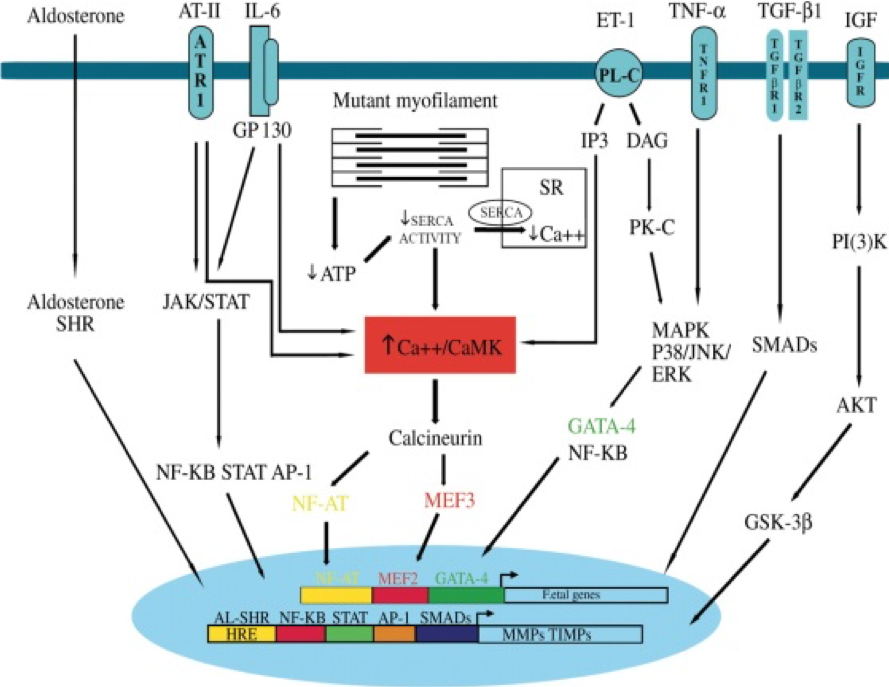 Aldosterone
AT-II
IL-6
ET-1
TNF-α
TGF-β1
IGF
ATR1
PL-C
TNFR1
TGFβR1
TGFβR2
IGFR
GP 130
Mutant myofilament
IP3
DAG
SR
SERCA
↓Ca++
↓SERCA
ACTIVITY
PK-C
PI(3)K
↓ATP
Aldosterone
SHR
JAK/STAT
↑Ca++/CaMK
MAPK
P38/JNK/
ERK
SMADs
AKT
Calcineurin
GATA-4
NF-KB
NF-KB STAT AP-1
NF-AT
MEF3
GSK-3β
NF-AT
MEF2
GATA-4
Fetal genes
AL-SHR
NF-KB
STAT
AP-1
SMADs
HRE
MMPs TIMPs